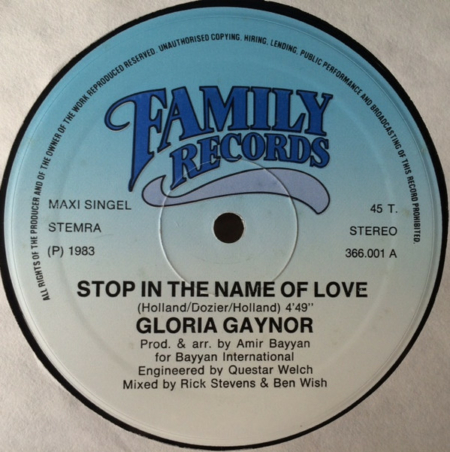 ALL RIGHTS OF THE PRODUCER AND OF THE OWNER OF THE WORK REPRODUCED RESERVED. UNAUTHORISED COPYING, HIRING, LENDING, PUBLIC PERFORMANCE AND BROADCASTING OF THIS RECORD PROHIBITED.
FAMILY
RECORDS
MAXI SINGEL
STEMRA
(P) 1983
45 T.
STEREO
366.001 A
STOP IN THE NAME OF LOVE
(Holland/Dozier/Holland) 4'49"
GLORIA GAYNOR
Prod. & arr. by Amir Bayyan
for Bayyan International
Engineered by Questar Welch
Mixed by Rick Stevens & Ben Wish